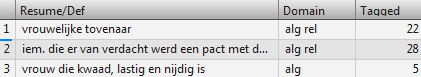 Resume/Def Domain Tagged
1 vrouwelijke tovenaar alg rel 22
2 iem. die er van verdacht werd een pact met d... alg rel 28
3 vrouw die kwaad, lastig en nijdig is alg 5